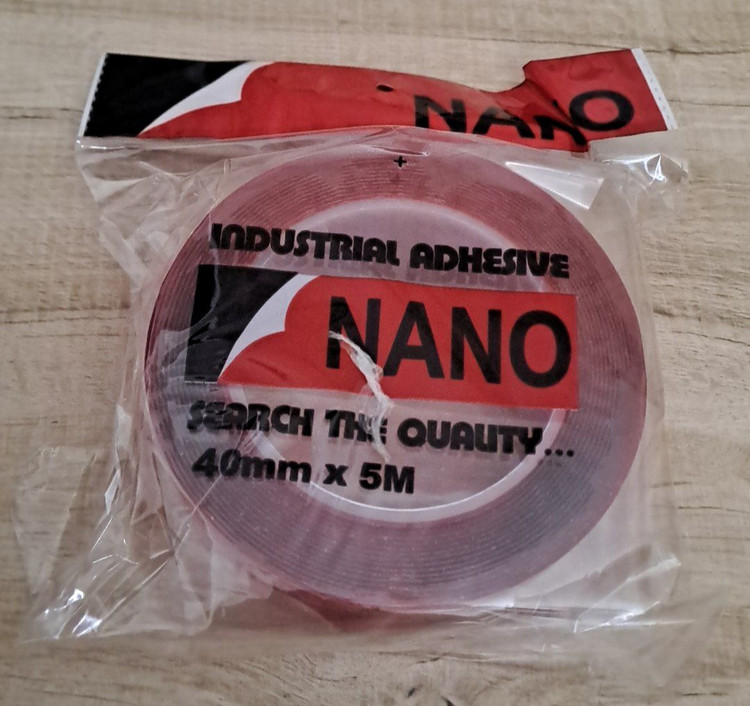 NANO
+
INDUSTRIAL ADHESIVE
NANO
SEARCH THE QUALITY...
40mm x 5M